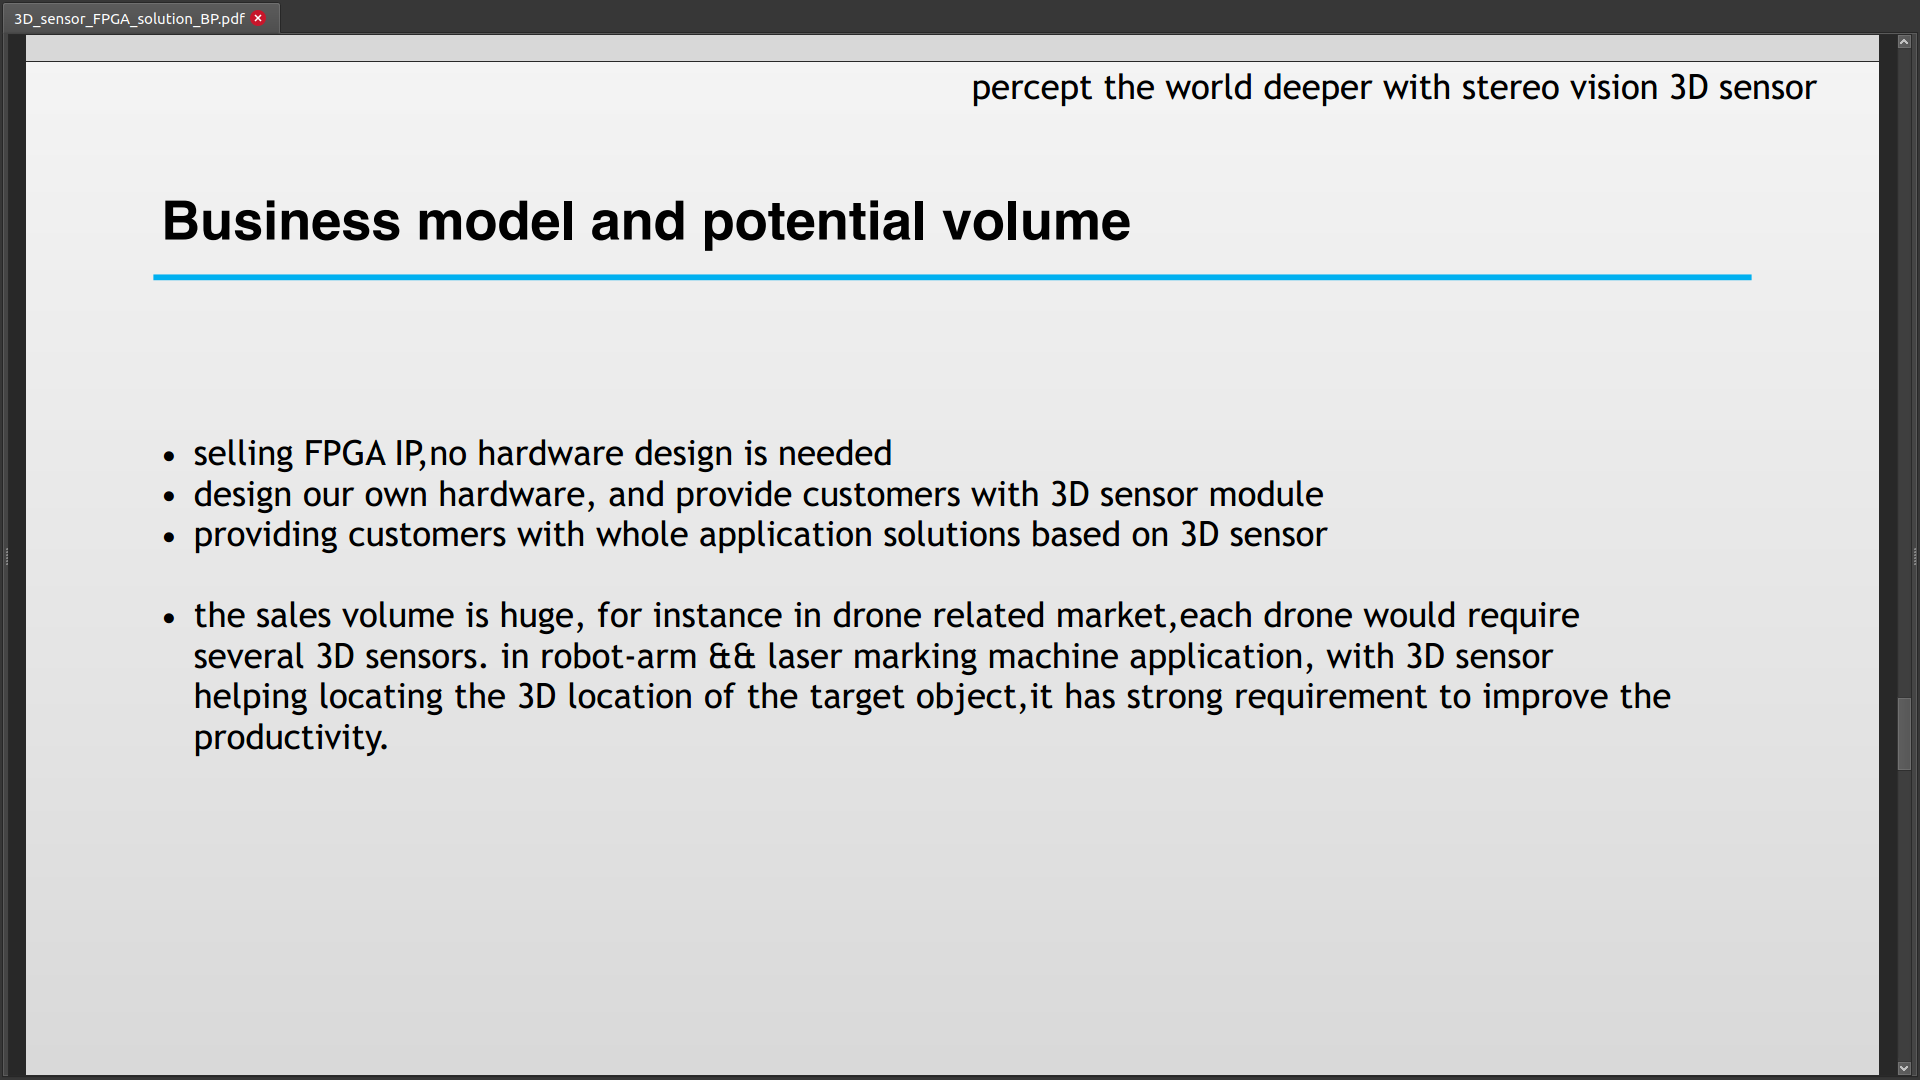 3D_sensor_FPGA_solution_BP.pdf
percept the world deeper with stereo vision 3D sensor
Business model and potential volume
• selling FPGA IP,no hardware design is needed
• design our own hardware, and provide customers with 3D sensor module
• providing customers with whole application solutions based on 3D sensor
• the sales volume is huge, for instance in drone related market,each drone would require
several 3D sensors. in robot-arm && laser marking machine application, with 3D sensor
helping locating the 3D location of the target object,it has strong requirement to improve the
productivity.